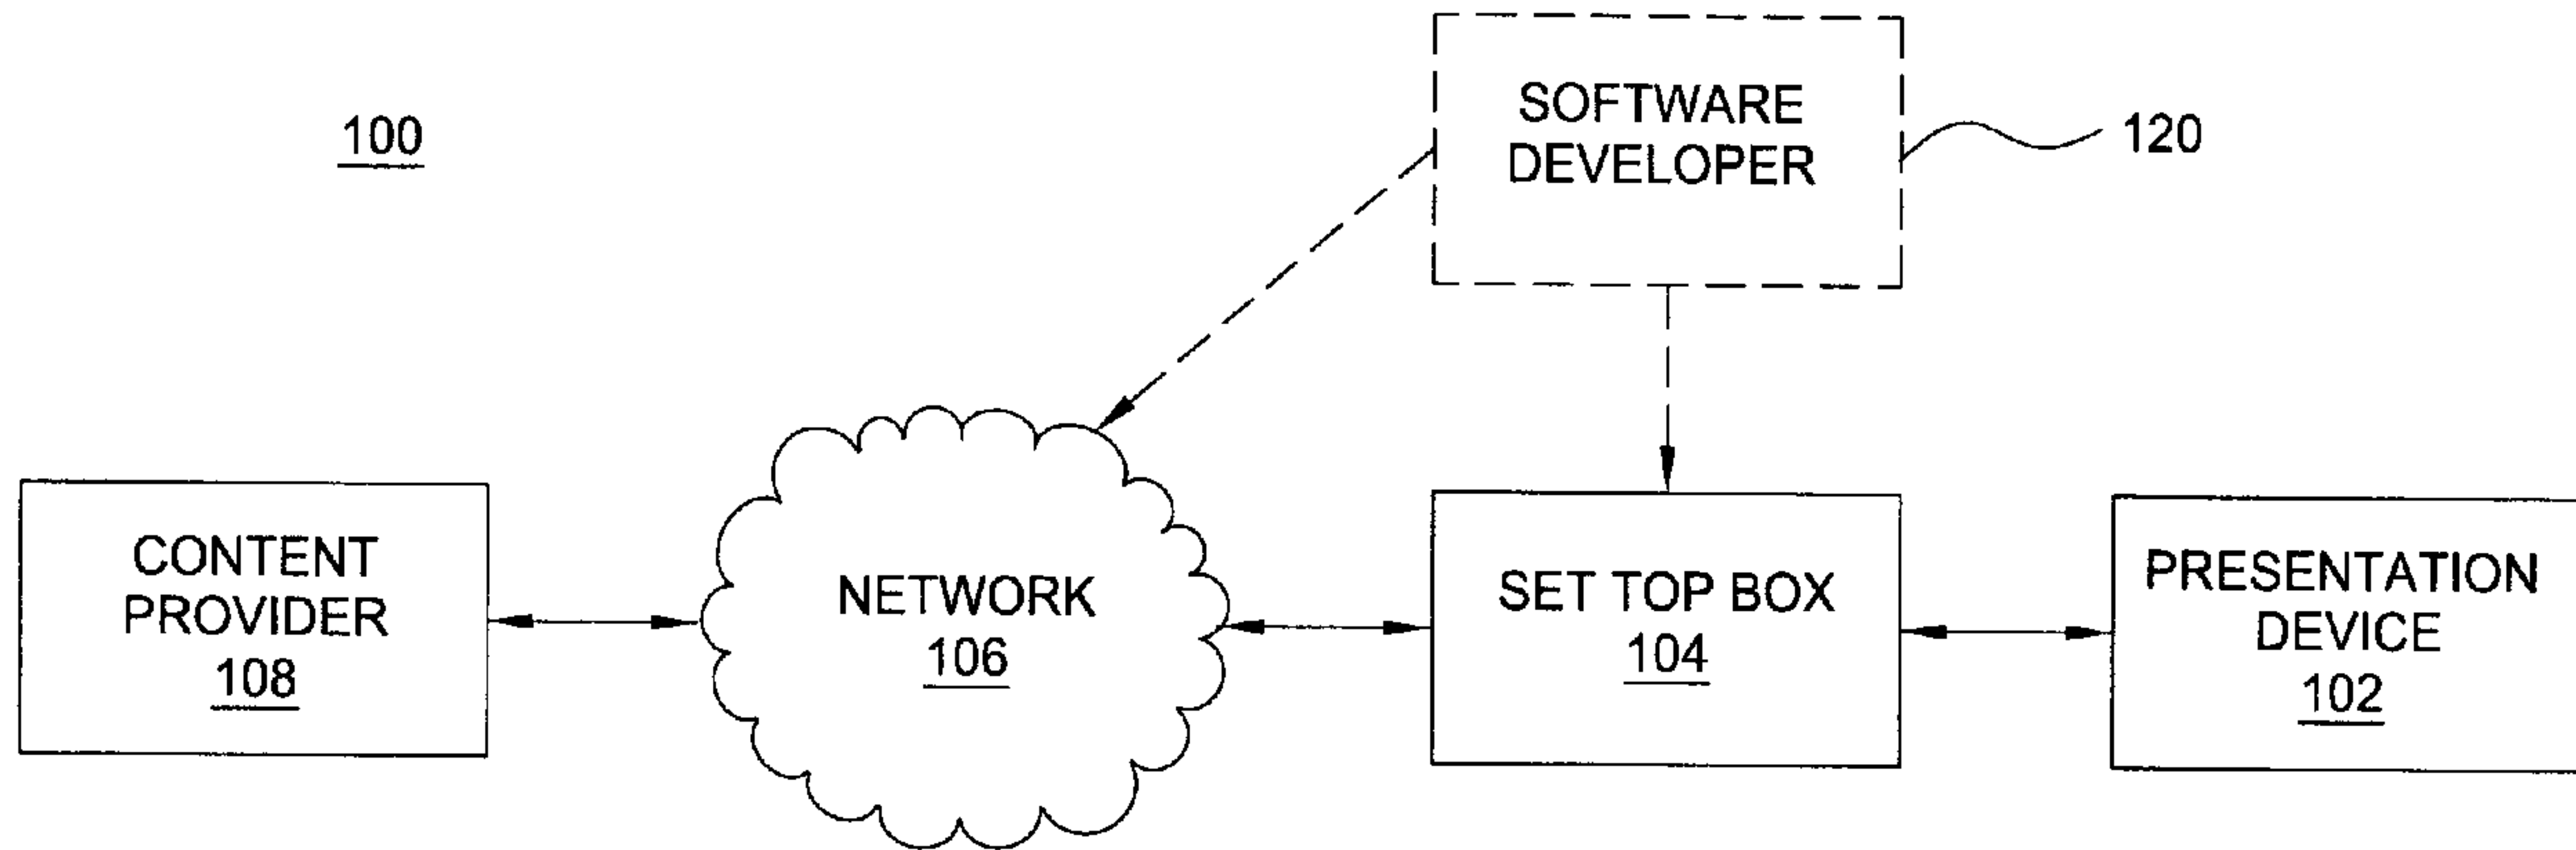 100
SOFTWARE
DEVELOPER
120
CONTENT
PROVIDER
108
NETWORK
106
SET TOP BOX
104
PRESENTATION
DEVICE
102